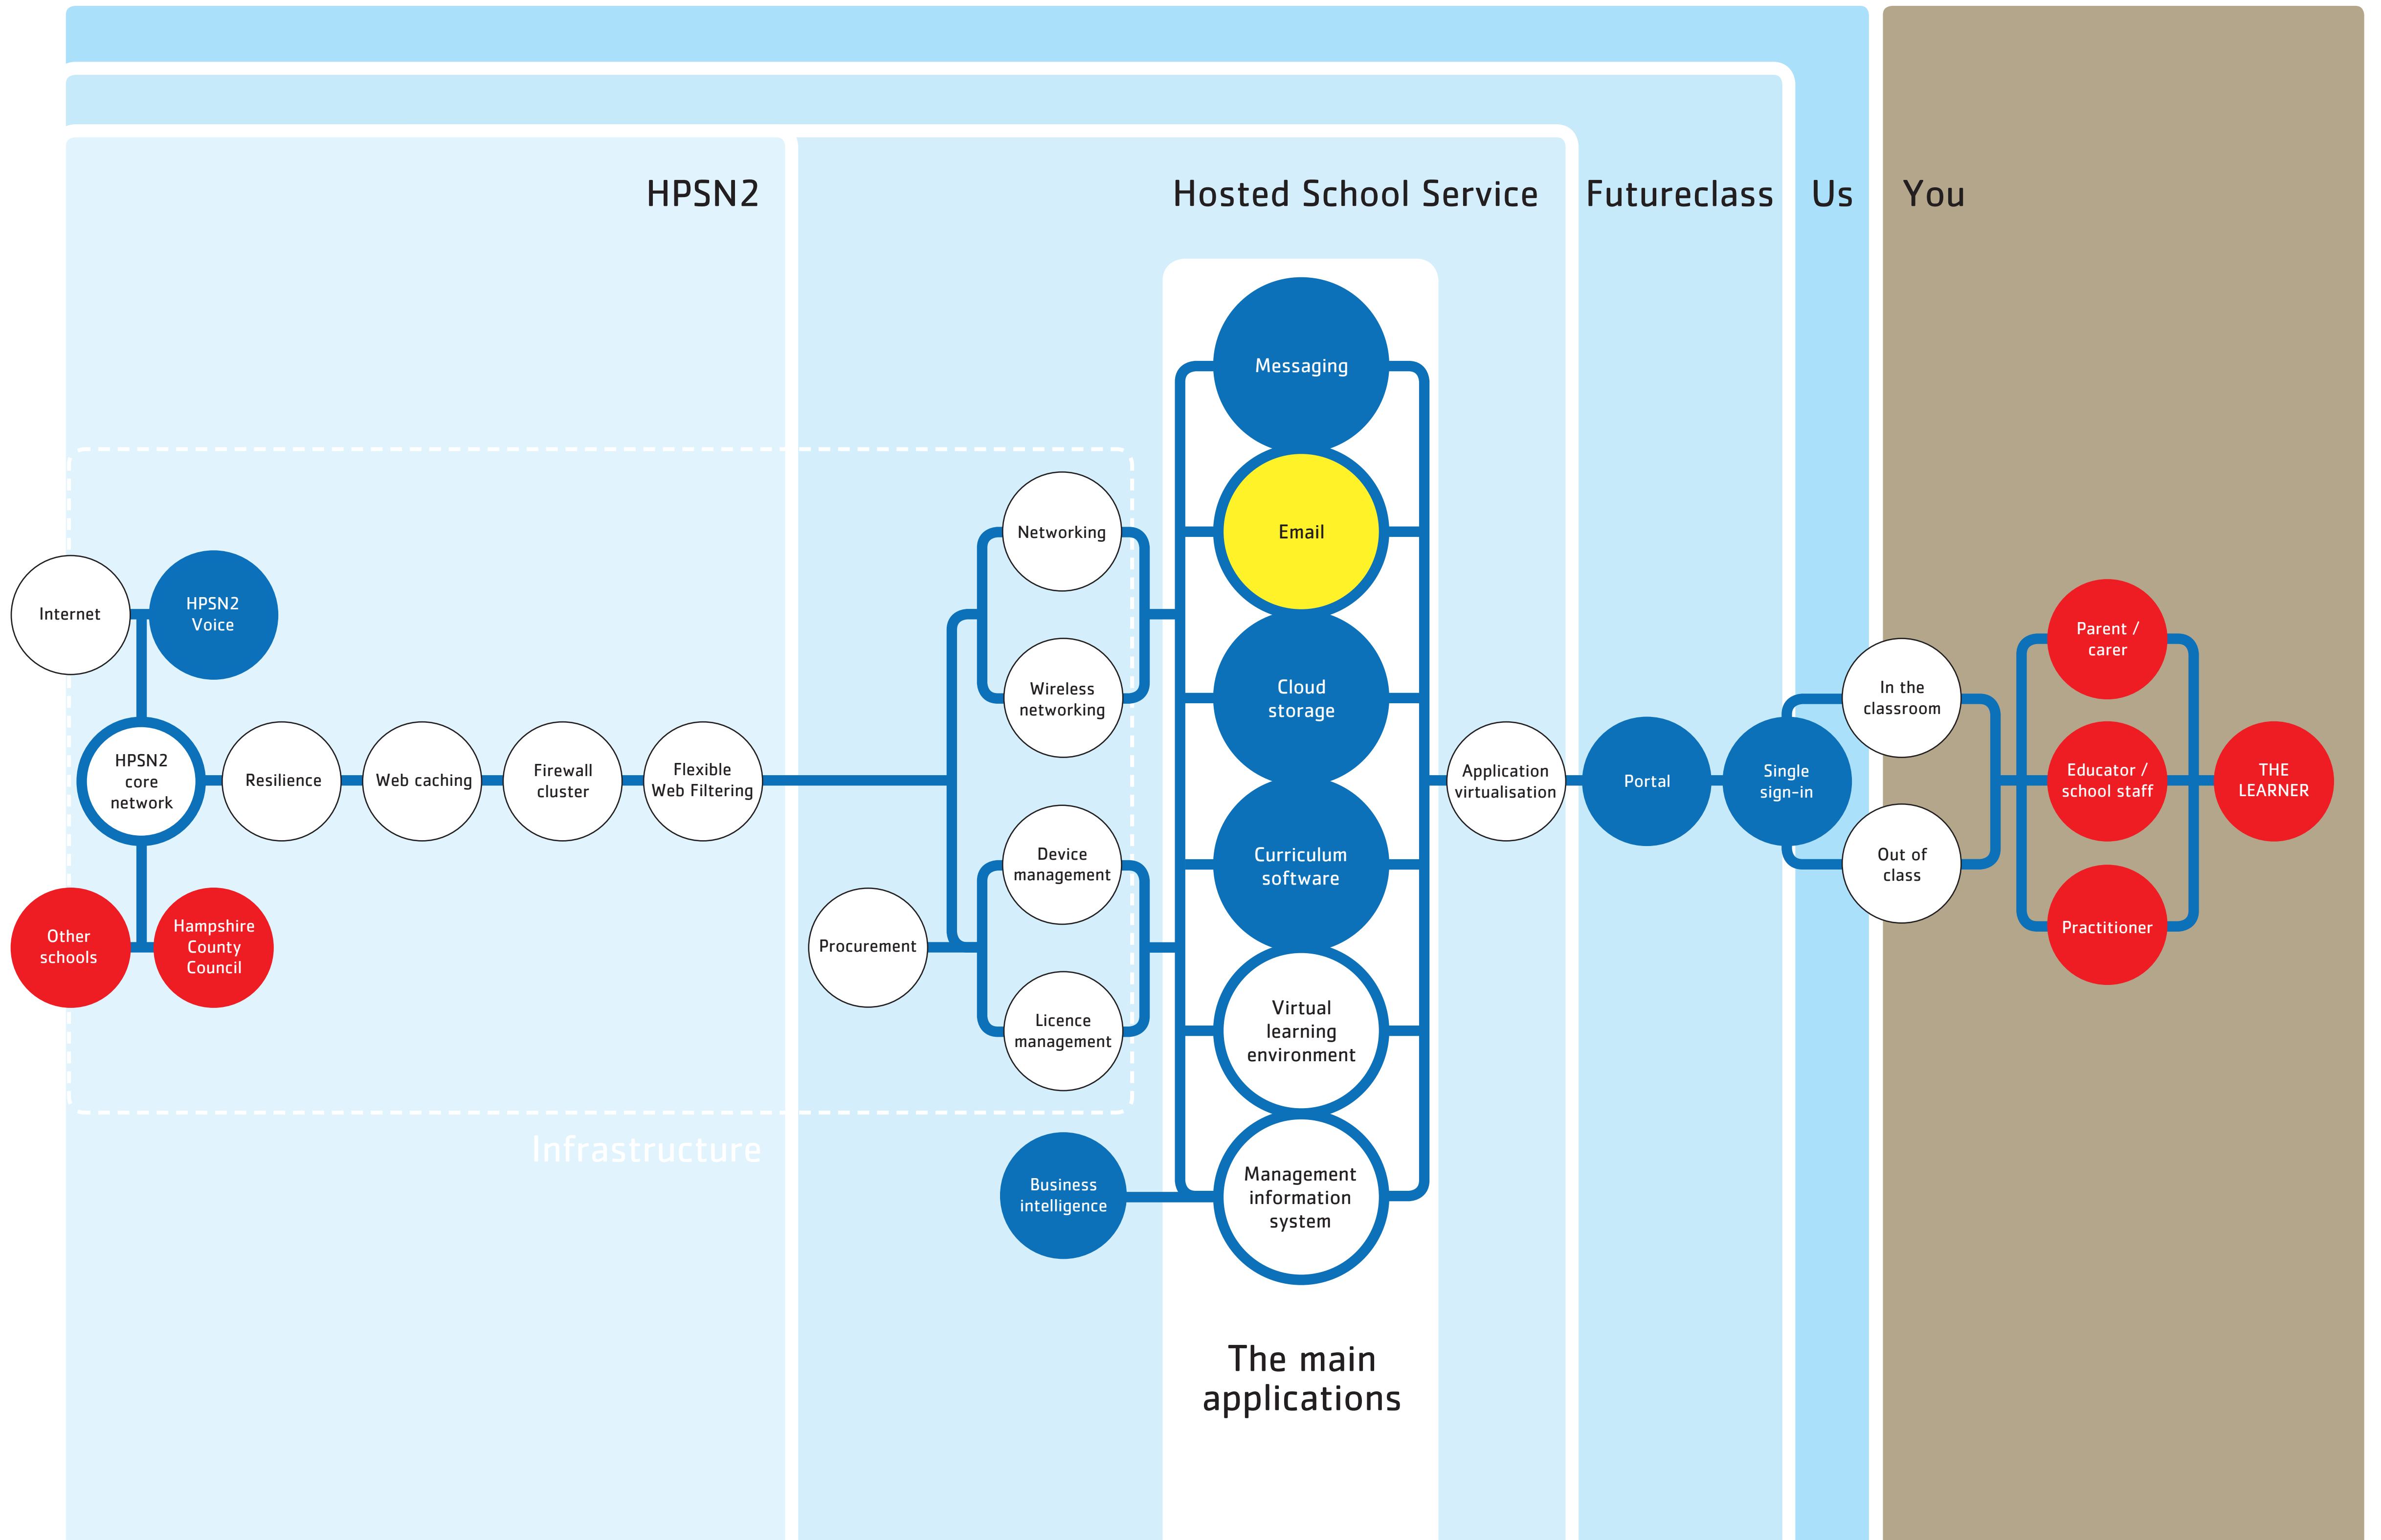 HPSN2
Hosted School Service
Futureclass
Us
You
Messaging
Email
Cloud
storage
Curriculum
software
Virtual
learning
environment
Management
information
system
The main
applications
Internet
HPSN2
Voice
HPSN2
core
network
Other
schools
Hampshire
County
Council
Resilience
Web caching
Firewall
cluster
Flexible
Web Filtering
Networking
Wireless
networking
Procurement
Device
management
Licence
management
Infrastructure
Business
intelligence
Application
virtualisation
Portal
Single
sign-in
In the
classroom
Out of
class
Parent /
carer
Educator /
school staff
Practitioner
THE
LEARNER